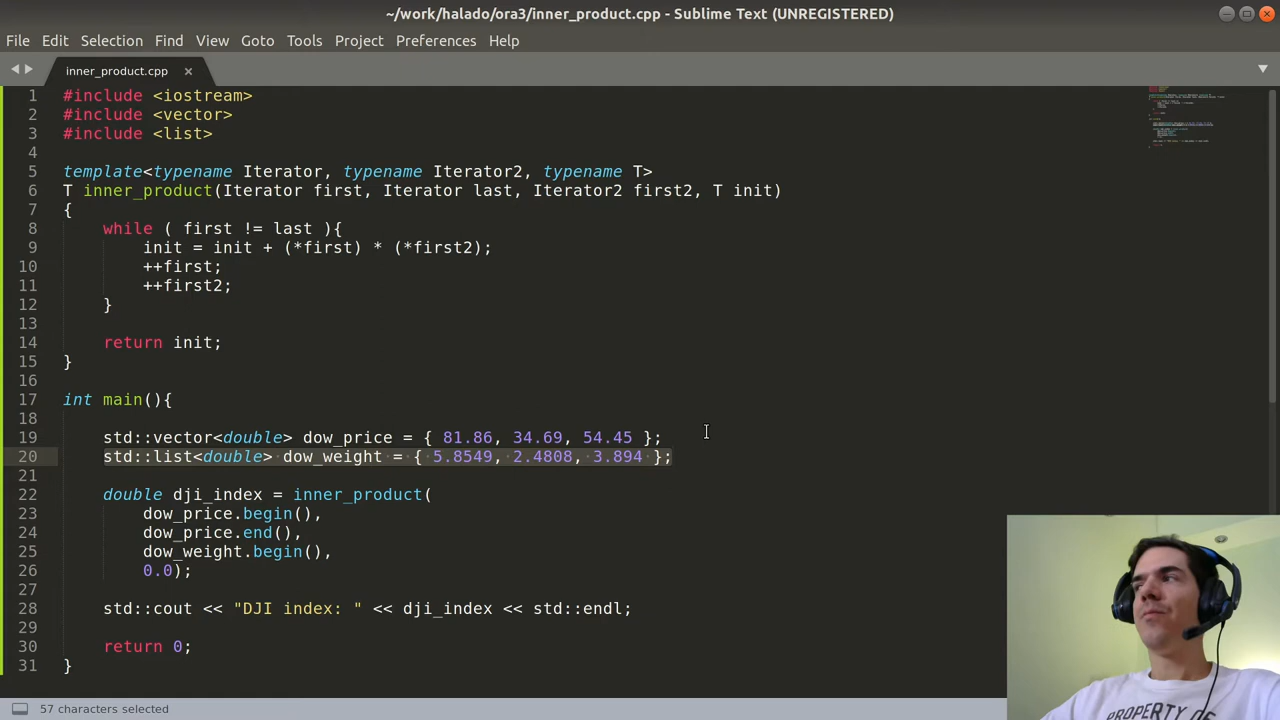 ~/work/halado/ora3/inner_product.cpp - Sublime Text (UNREGISTERED)
File Edit Selection Find View Goto Tools Project Preferences Help
inner_product.cpp
1 #include <iostream>
2 #include <vector>
3 #include <list>
4
5 template<typename Iterator, typename Iterator2, typename T>
6 T inner_product(Iterator first, Iterator last, Iterator2 first2, T init)
7 {
8     while ( first != last ){
9         init = init + (*first) * (*first2);
10         ++first;
11         ++first2;
12     }
13
14     return init;
15 }
16
17 int main(){
18
19     std::vector<double> dow_price = { 81.86, 34.69, 54.45 };
20     std::list<double> dow_weight = { 5.8549, 2.4808, 3.894 };
21
22     double dji_index = inner_product(
23         dow_price.begin(),
24         dow_price.end(),
25         dow_weight.begin(),
26         0.0);
27
28     std::cout << "DJI index: " << dji_index << std::endl;
29
30     return 0;
31 }
PROPERTY OF
57 characters selected